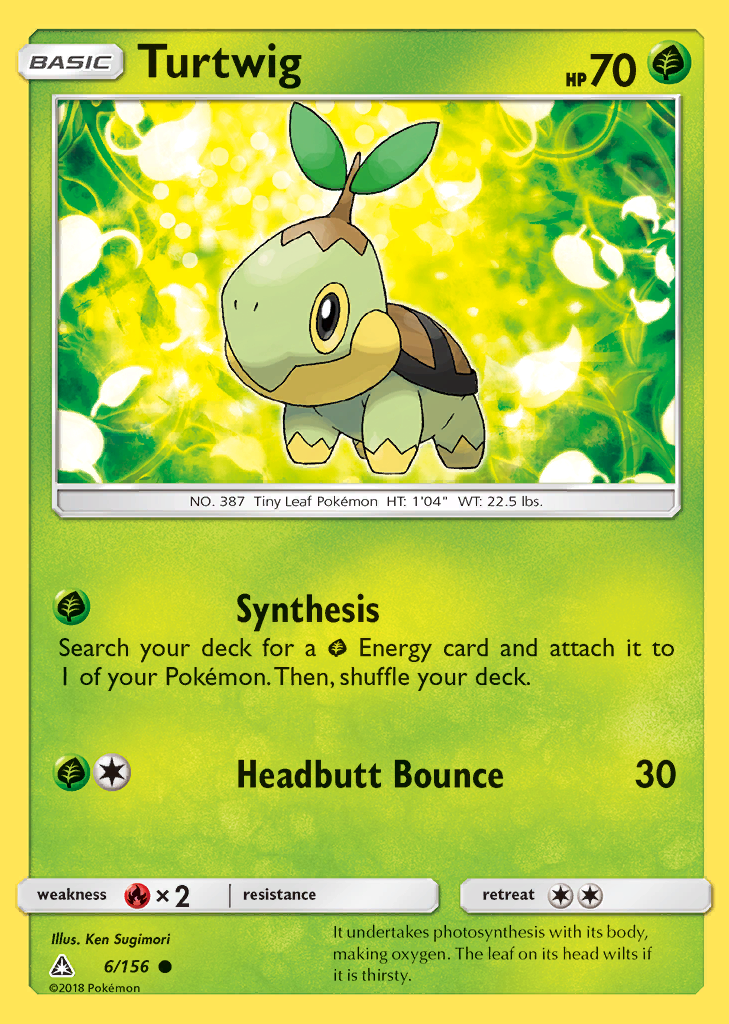 BASIC Turtwig HP 70
NO. 387 Tiny Leaf Pokémon HT: 1'04" WT: 22.5 lbs.
Synthesis
Search your deck for a Energy card and attach it to
1 of your Pokémon. Then, shuffle your deck.
Headbutt Bounce 30
weakness × 2 resistance retreat
Illus. Ken Sugimori
6/156
©2018 Pokémon
It undertakes photosynthesis with its body,
making oxygen. The leaf on its head wilts if
it is thirsty.